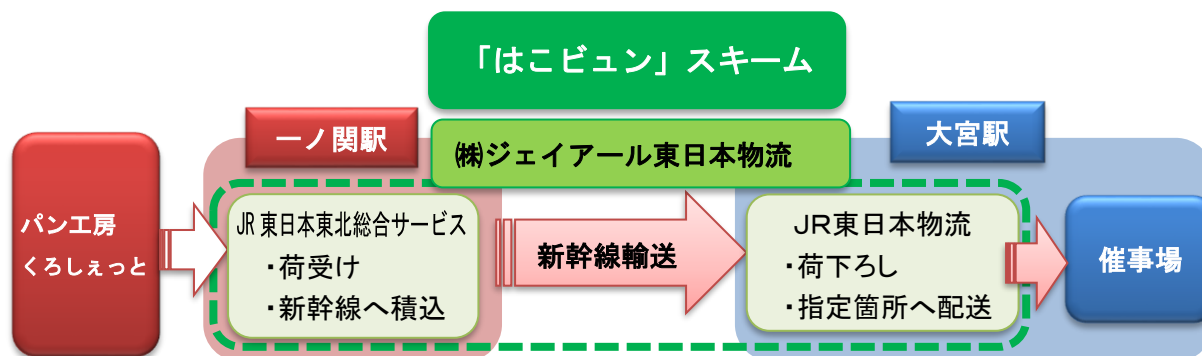 「はこビュン」スキーム
一ノ関駅
㈱ジェイアール東日本物流
大宮駅
パン工房
くろしぇっと
JR東日本東北総合サービス
・荷受け
・新幹線へ積込
新幹線輸送
JR東日本物流
・荷下ろし
・指定箇所へ配送
催事場